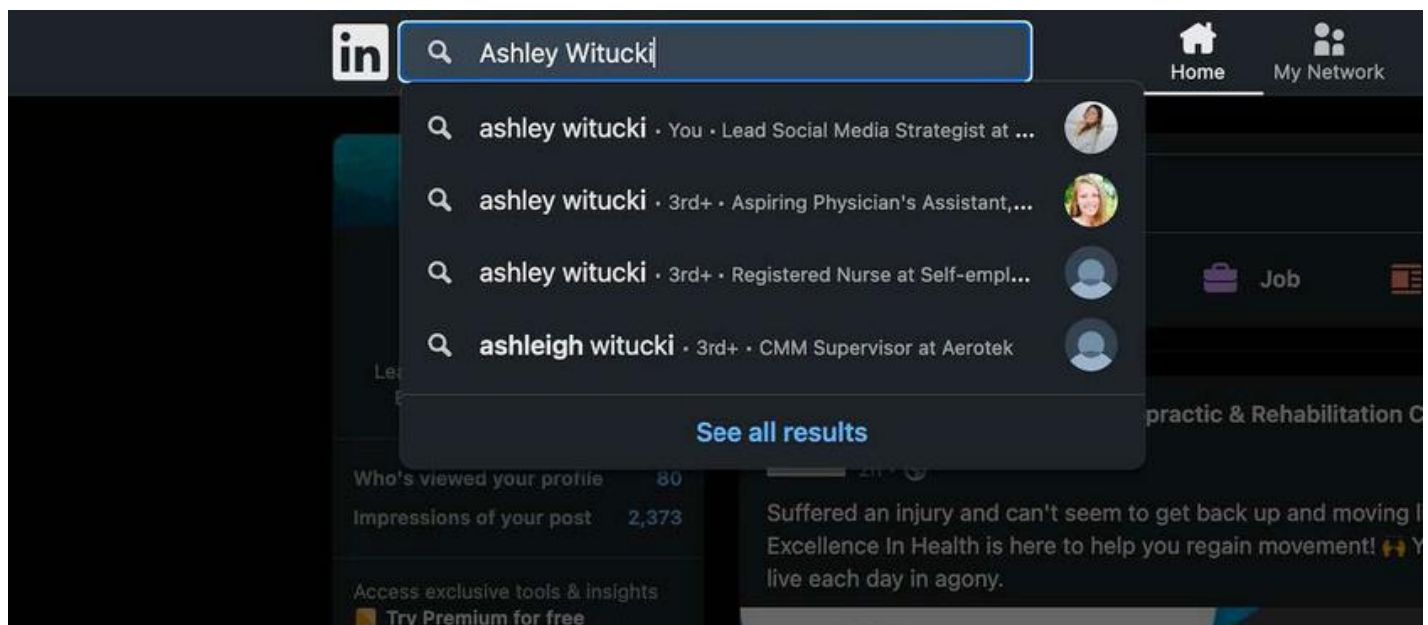 in
Ashley Witucki
Home
My Network
ashley witucki · You · Lead Social Media Strategist at ...
ashley witucki · 3rd+ · Aspiring Physician's Assistant,...
ashley witucki · 3rd+ · Registered Nurse at Self-empl...
ashleigh witucki · 3rd+ · CMM Supervisor at Aerotek
See all results
Job
Who's viewed your profile 80
Impressions of your post 2,373
Access exclusive tools & insights
Try Premium for free
practic & Rehabilitation C
2h ·
Suffered an injury and can't seem to get back up and moving li
Excellence In Health is here to help you regain movement! 🙌 Y
live each day in agony.